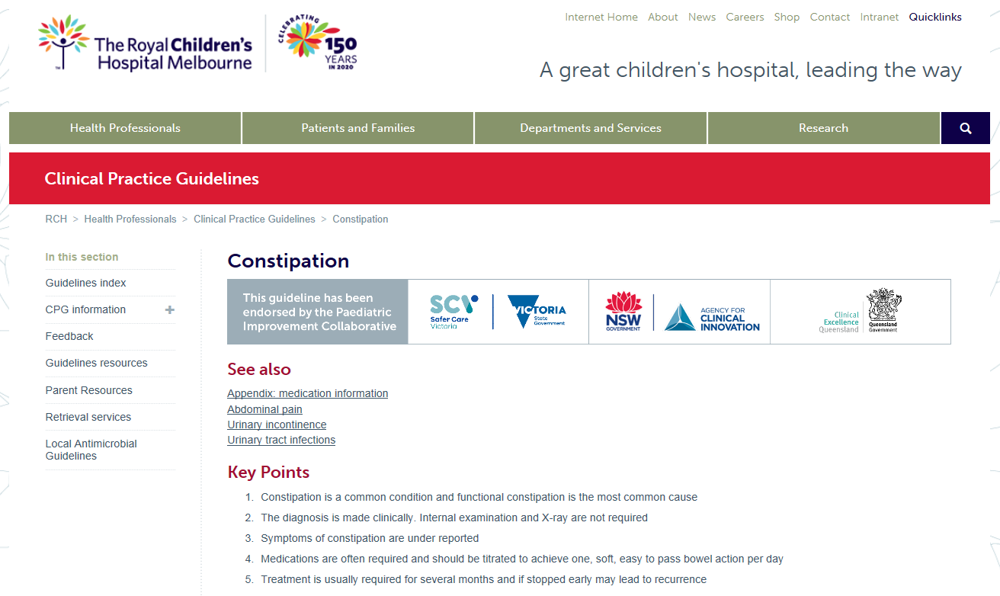 Internet Home About News Careers Shop Contact Intranet Quicklinks
The Royal Children's
Hospital Melbourne
TM
CELEBRATING
150
YEARS
IN 2020
A great children's hospital, leading the way
Health Professionals Patients and Families Departments and Services Research
Clinical Practice Guidelines
RCH > Health Professionals > Clinical Practice Guidelines > Constipation
In this section
Guidelines index
CPG information +
Feedback
Guidelines resources
Parent Resources
Retrieval services
Local Antimicrobial
Guidelines
Constipation
This guideline has been
endorsed by the Paediatric
Improvement Collaborative
SCV
Safer Care
Victoria
VICTORIA
State
Government
NSW
GOVERNMENT
AGENCY FOR
CLINICAL
INNOVATION
Clinical
Excellence
Queensland
Queensland
Government
See also
Appendix: medication information
Abdominal pain
Urinary incontinence
Urinary tract infections
Key Points
1. Constipation is a common condition and functional constipation is the most common cause
2. The diagnosis is made clinically. Internal examination and X-ray are not required
3. Symptoms of constipation are under reported
4. Medications are often required and should be titrated to achieve one, soft, easy to pass bowel action per day
5. Treatment is usually required for several months and if stopped early may lead to recurrence